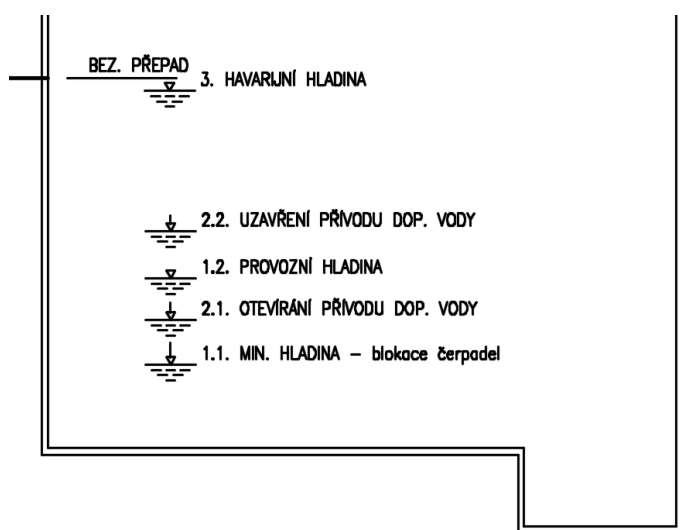 BEZ. PŘEPAD
3. HAVARIJNÍ HLADINA
2.2. UZAVŘENÍ PŘÍVODU DOP. VODY
1.2. PROVOZNÍ HLADINA
2.1. OTEVÍRÁNÍ PŘÍVODU DOP. VODY
1.1. MIN. HLADINA – blokace čerpadel